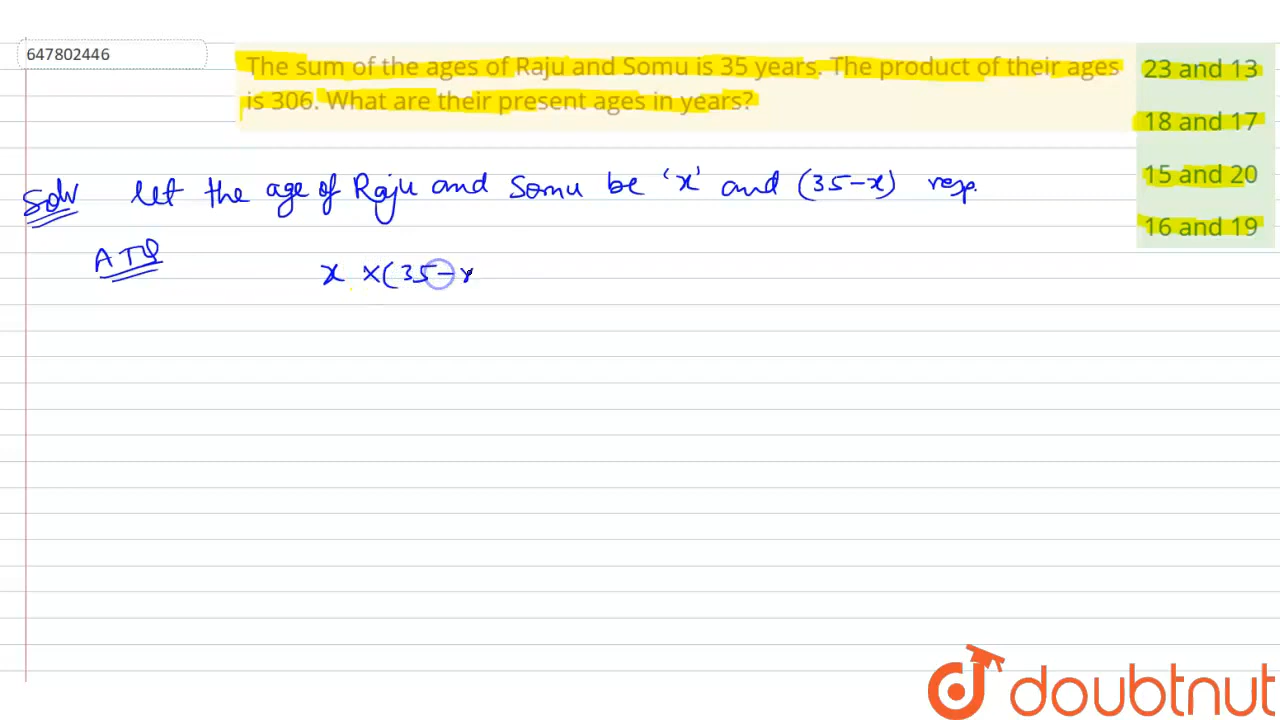 647802446
The sum of the ages of Raju and Somu is 35 years. The product of their ages
is 306. What are their present ages in years?
23 and 13
18 and 17
15 and 20
16 and 19
Soln let the age of Raju and Somu be 'x' and (35-x) resp.
ATQ
x x(35-x
doubtnut